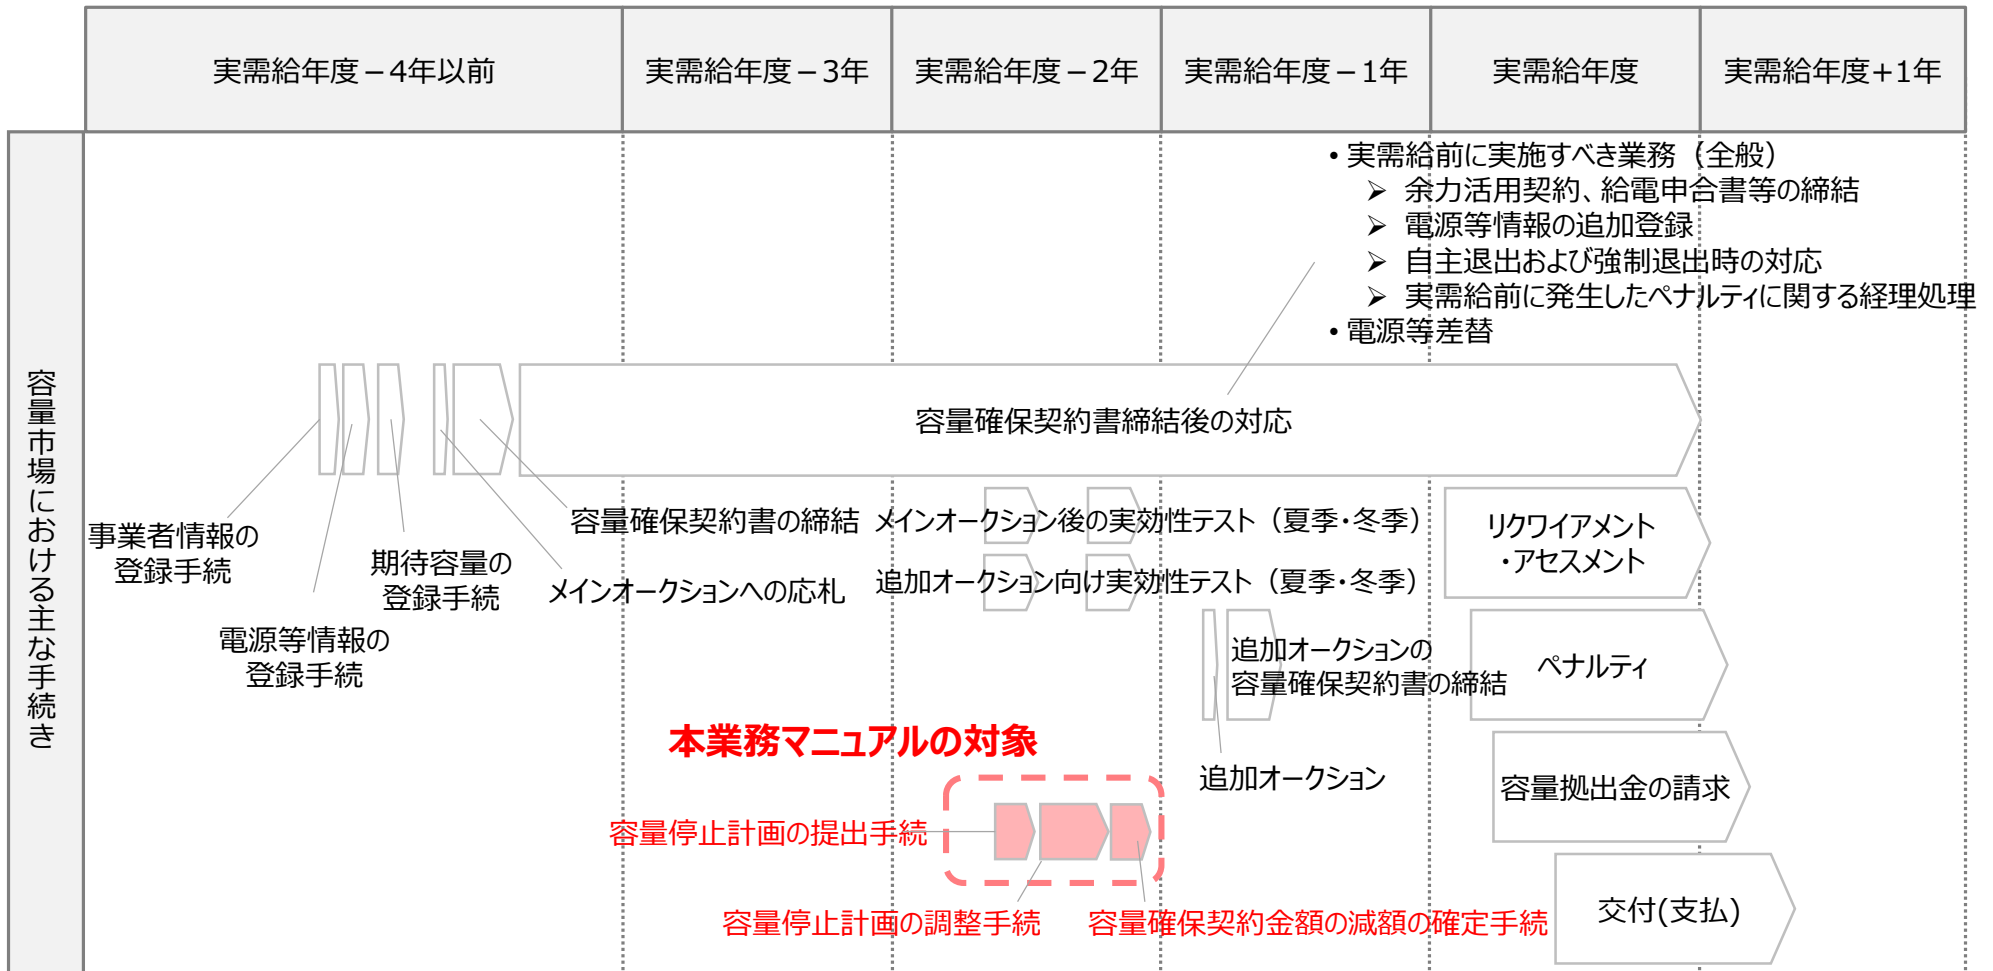 実需給年度－4年以前
実需給年度－3年
実需給年度－2年
実需給年度－1年
実需給年度
実需給年度+1年
容量市場における主な手続き
• 実需給前に実施すべき業務（全般）
➢ 余力活用契約、給電申合書等の締結
➢ 電源等情報の追加登録
➢ 自主退出および強制退出時の対応
➢ 実需給前に発生したペナルティに関する経理処理
• 電源等差替
容量確保契約書締結後の対応
事業者情報の
登録手続
電源等情報の
登録手続
期待容量の
登録手続
容量確保契約書の締結
メインオークションへの応札
メインオークション後の実効性テスト（夏季・冬季）
追加オークション向け実効性テスト（夏季・冬季）
リクワイアメント
・アセスメント
追加オークションの
容量確保契約書の締結
ペナルティ
本業務マニュアルの対象
追加オークション
容量拠出金の請求
容量停止計画の提出手続
容量停止計画の調整手続
容量確保契約金額の減額の確定手続
交付(支払)